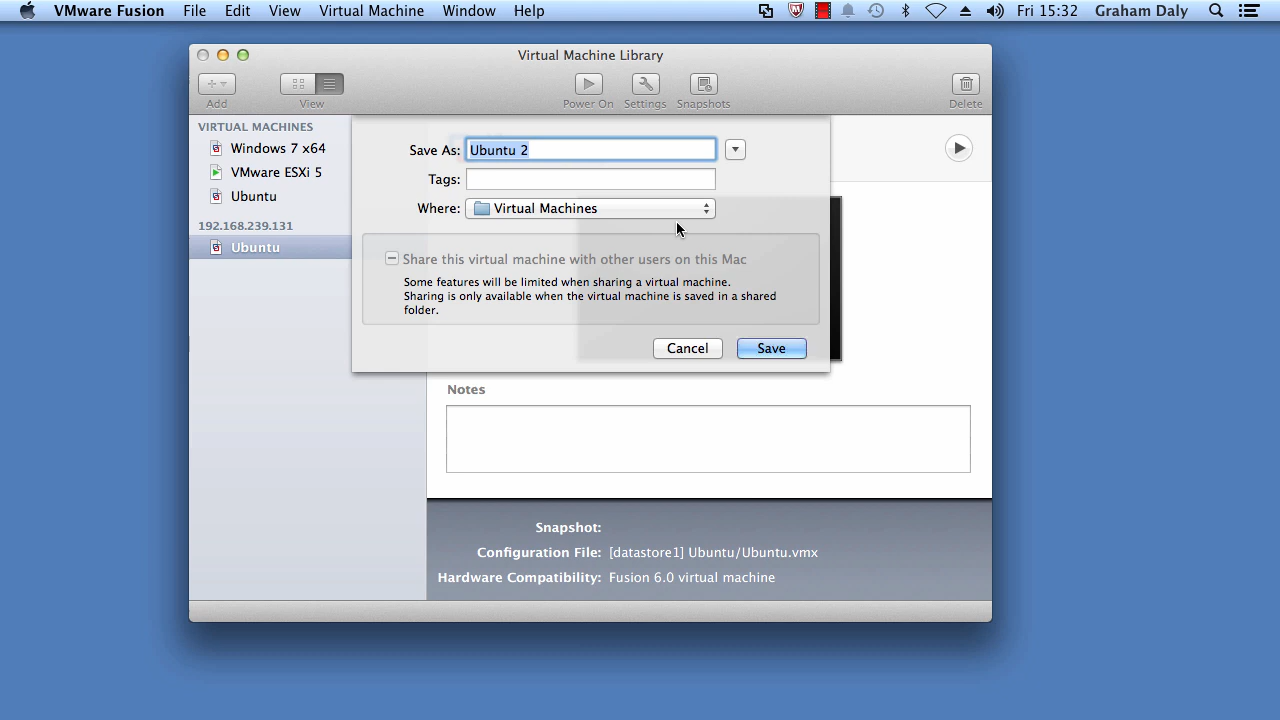 VMware Fusion File Edit View Virtual Machine Window Help Fri 15:32 Graham Daly
Virtual Machine Library
Add View Power On Settings Snapshots Delete
VIRTUAL MACHINES
Windows 7 x64
VMware ESXi 5
Ubuntu
192.168.239.131
Ubuntu
Save As: Ubuntu 2
Tags:
Where: Virtual Machines
Share this virtual machine with other users on this Mac
Some features will be limited when sharing a virtual machine.
Sharing is only available when the virtual machine is saved in a shared
folder.
Cancel Save
Notes
Snapshot:
Configuration File: [datastore1] Ubuntu/Ubuntu.vmx
Hardware Compatibility: Fusion 6.0 virtual machine